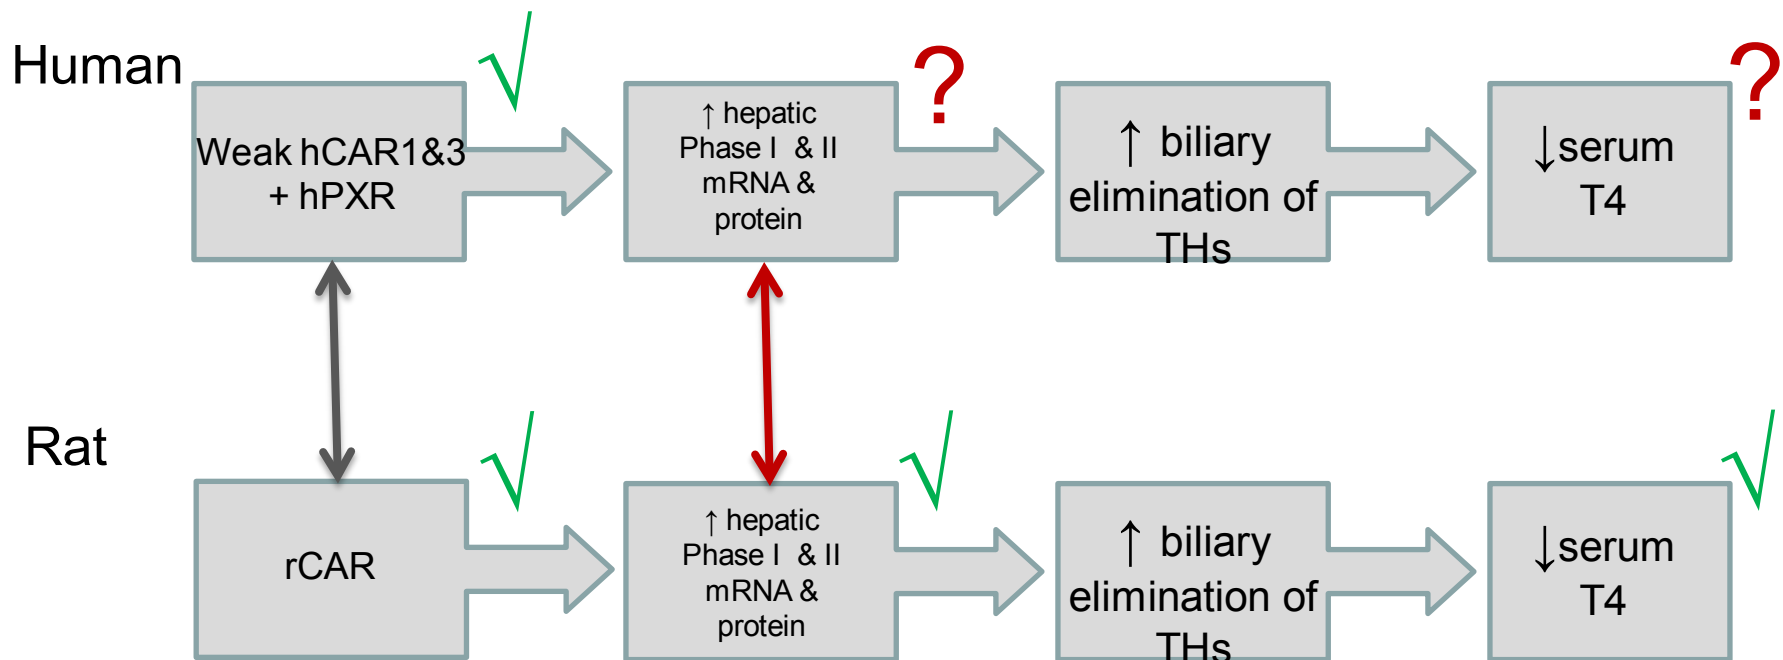 Human
√
Weak hCAR1&3
+ hPXR
↑ hepatic
Phase I & II
mRNA &
protein
?
↑ biliary
elimination of
THs
↓serum
T4
?
Rat
√
rCAR
↑ hepatic
Phase I & II
mRNA &
protein
√
↑ biliary
elimination of
THs
↓serum
T4
√